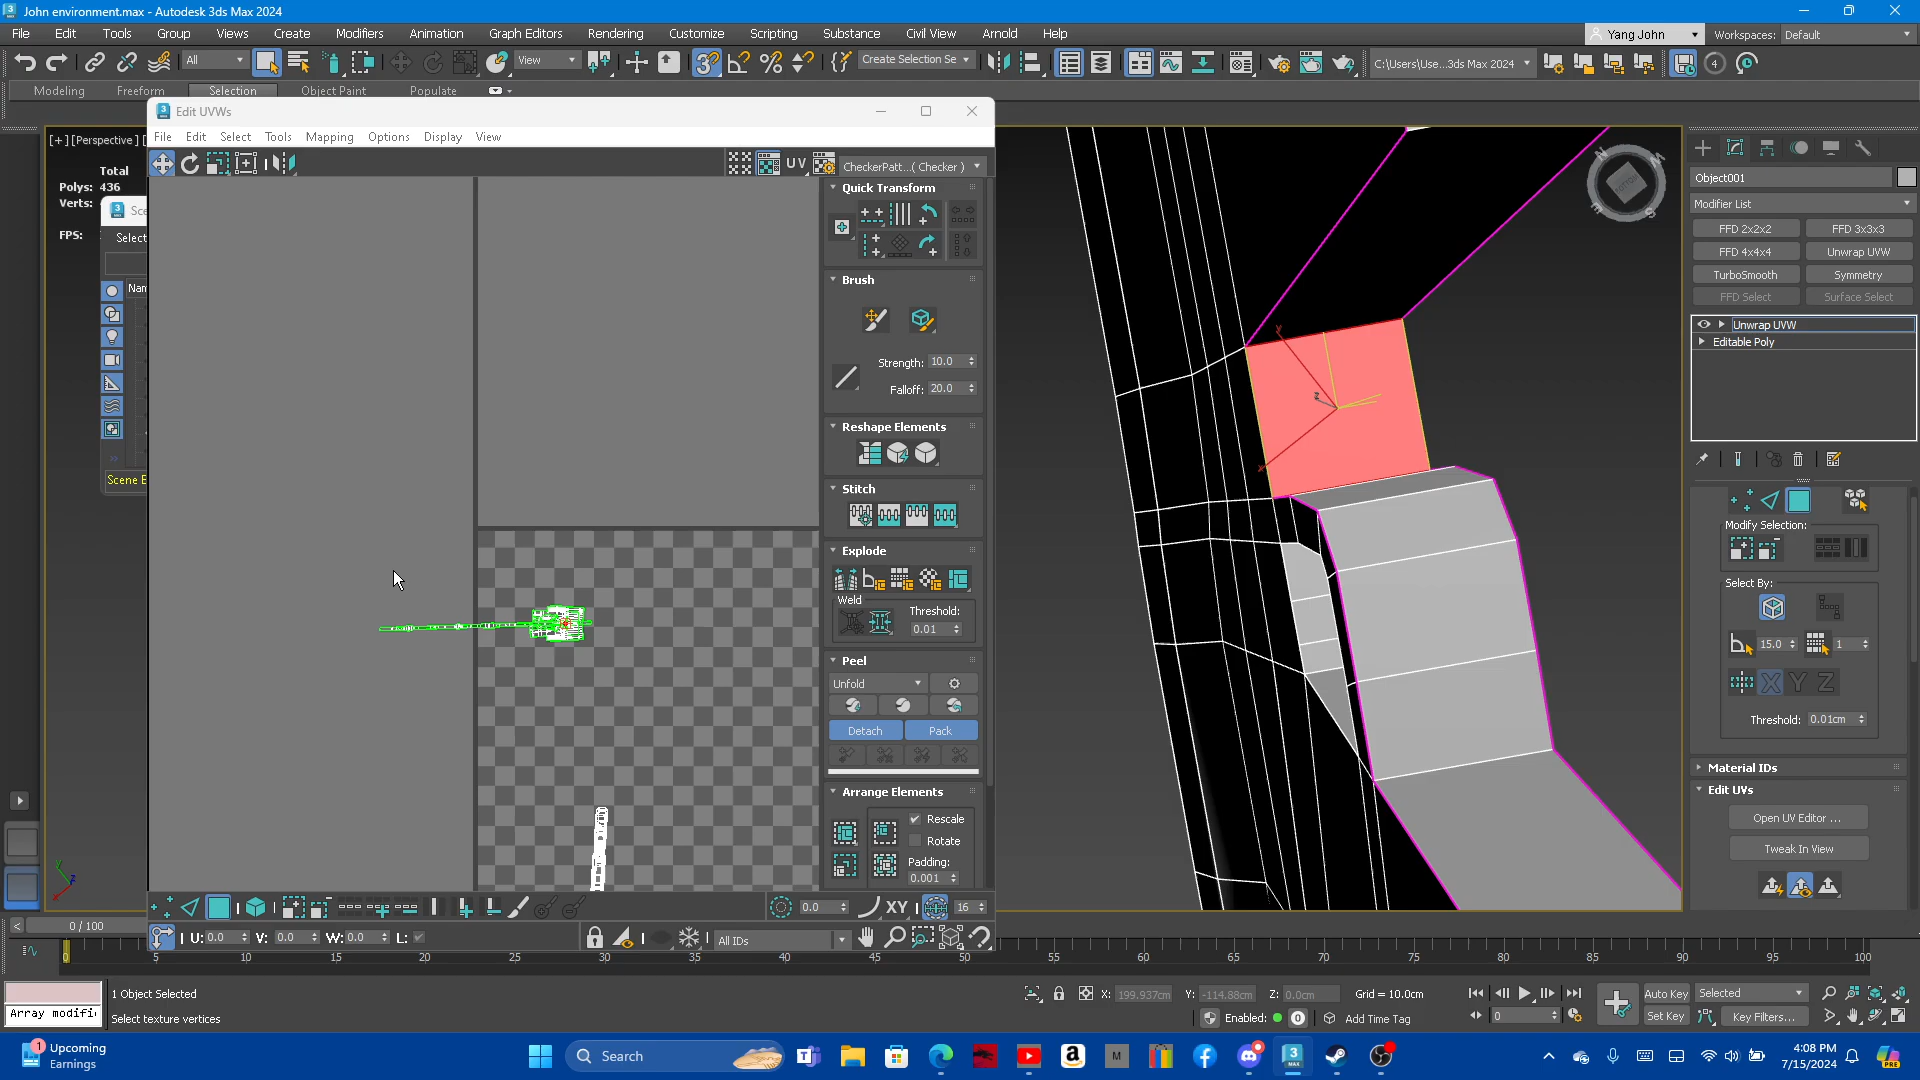 John environment.max - Autodesk 3ds Max 2024
File Edit Tools Group Views Create Modifiers Animation Graph Editors Rendering Customize Scripting Substance Civil View Arnold Help
Yang John Workspaces: Default
All View Create Selection Se C:\Users\Use...3ds Max 2024 4
Modeling Freeform Selection Object Paint Populate
[+][Perspective]
Total
Polys: 436
Verts:
FPS:
Select
Scene E
Edit UVWs
File Edit Select Tools Mapping Options Display View
UV CheckerPatt...( Checker )
Quick Transform
Brush
Strength: 10.0
Falloff: 20.0
Reshape Elements
Stitch
Explode
Weld
Threshold:
0.01
Peel
Unfold
Detach Pack
Arrange Elements
Rescale
Rotate
Padding:
0.001
0.0 XY 16
U: 0.0 V: 0.0 W: 0.0 L:
All IDs
Object001
Modifier List
FFD 2x2x2 FFD 3x3x3
FFD 4x4x4 Unwrap UVW
TurboSmooth Symmetry
FFD Select Surface Select
Unwrap UVW
Editable Poly
Modify Selection:
Select By:
15.0 1
X Y Z
Threshold: 0.01cm
Material IDs
Edit UVs
Open UV Editor ...
Tweak In View
0 / 100
0 5 10 15 20 25 30 35 40 45 50 55 60 65 70 75 80 85 90 95 100
1 Object Selected
Array modifi
Select texture vertices
X: 199.937cm Y: -114.88cm Z: 0.0cm Grid = 10.0cm
Enabled: 0 Add Time Tag
0
Auto Key Selected
Set Key Key Filters...
1
Upcoming
Earnings
Search
4:08 PM
7/15/2024